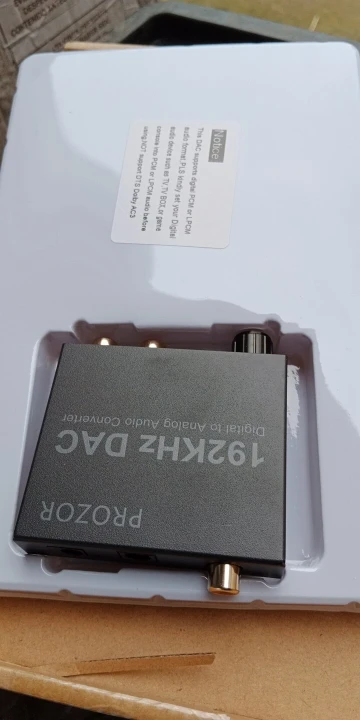 Notice
This DAC supports digital PCM or LPCM
audio format,PLS kindly set your Digital
audio device such as TV,TV BOX,or game
console into PCM or LPCM audio before
using.NOT support DTS Dolby AC3
PROZOR
192KHz DAC
Digital to Analog Audio Converter